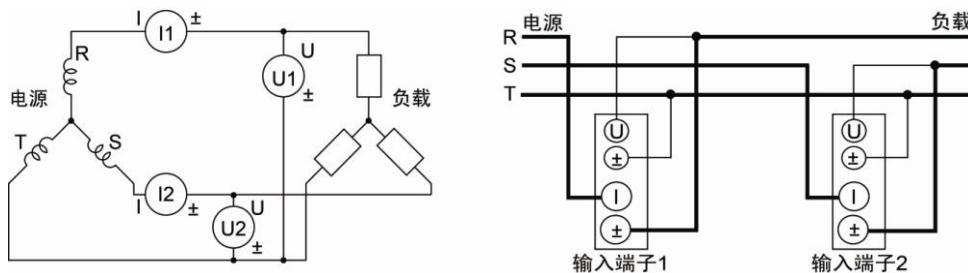 I I1 ±
R
U
U1
±
电源
负载
T
S
I I2 ±
U
U2
±
电源 负载
R
S
T
U U
± ±
I I
± ±
输入端子1 输入端子2